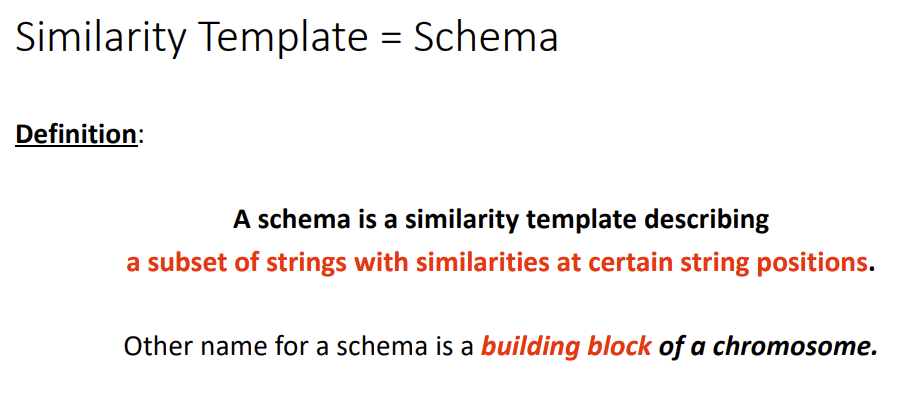 Similarity Template = Schema
Definition:
A schema is a similarity template describing
a subset of strings with similarities at certain string positions.
Other name for a schema is a building block of a chromosome.